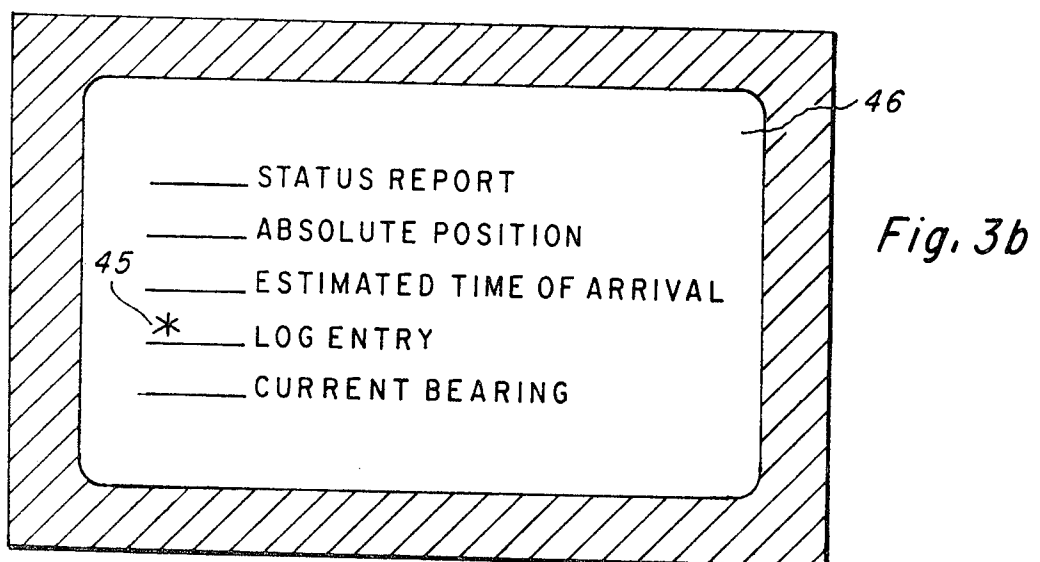 46
STATUS REPORT
ABSOLUTE POSITION
Fig. 3b
45
ESTIMATED TIME OF ARRIVAL
* LOG ENTRY
CURRENT BEARING